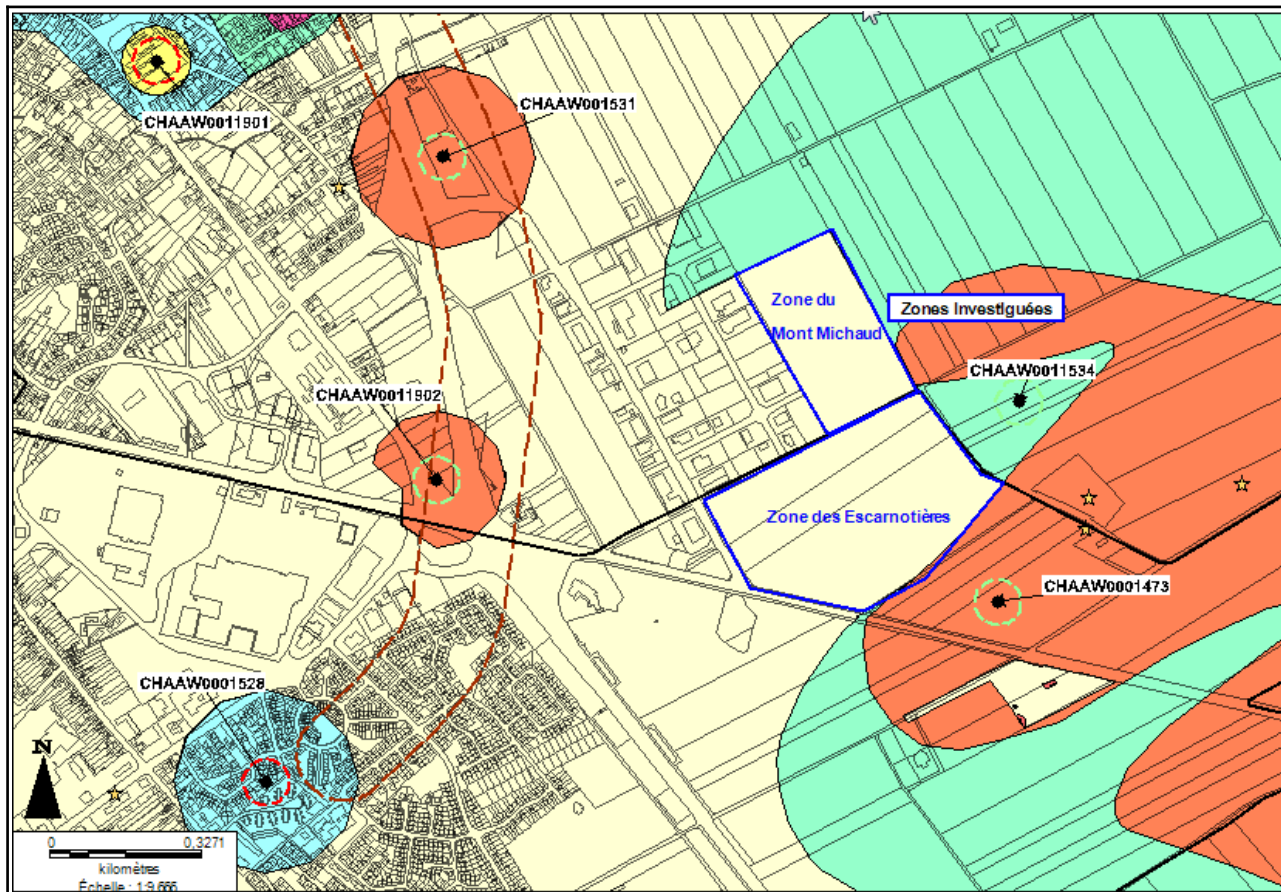 CHAAW001531
CHAAW0011901
Zone du
Mont Michaud
Zones Investiguées
CHAAW0011534
CHAAW0011902
Zone des Escarnotières
CHAAW0001473
CHAAW0001528
N
0 0,3271
kilomètres
Échelle : 1:9.666